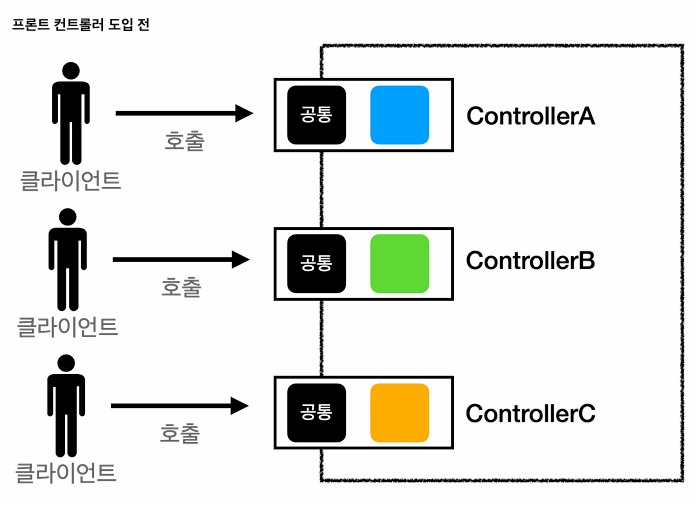 프론트 컨트롤러 도입 전
공통
ControllerA
호출
클라이언트
공통
ControllerB
호출
클라이언트
공통
ControllerC
호출
클라이언트